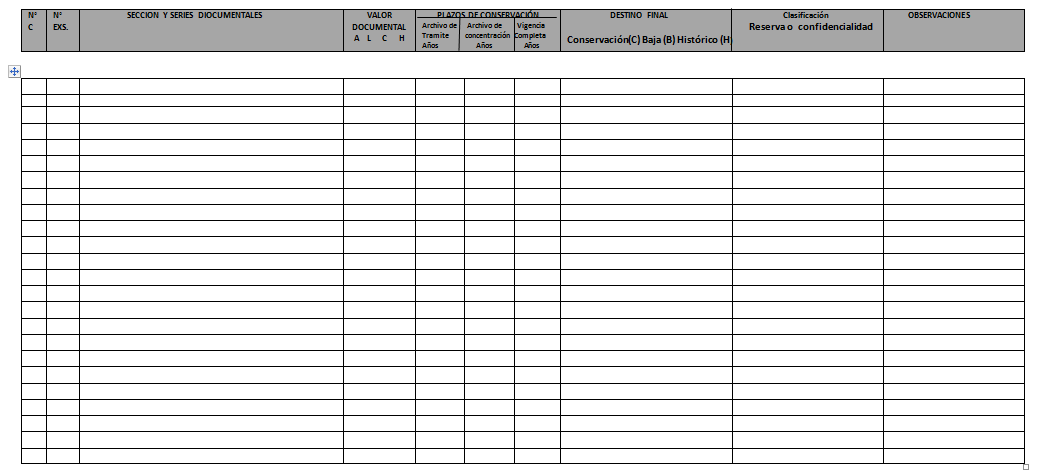 N° N° SECCION Y SERIES DIOCUMENTALES VALOR PLAZOS DE CONSERVACIÓN DESTINO FINAL Clasificación OBSERVACIONES
C EXS. DOCUMENTAL Archivo de Archivo de Vigencia Reserva o confidencialidad
A L C H Tramite concentración Completa Conservación(C) Baja (B) Histórico (H)
Años Años Años